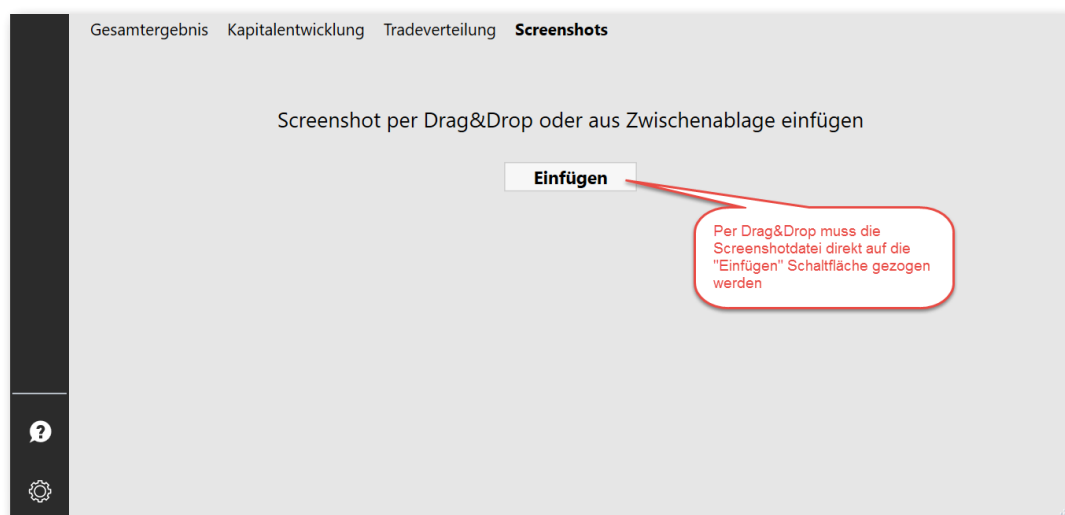 Gesamtergebnis Kapitalentwicklung Tradeverteilung Screenshots
Screenshot per Drag&Drop oder aus Zwischenablage einfügen
Einfügen
Per Drag&Drop muss die
Screenshotdatei direkt auf die
"Einfügen" Schaltfläche gezogen
werden
?